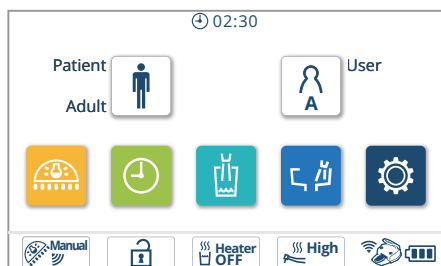 02:30
Patient
User
Adult
A
Manual
Heater
OFF
High